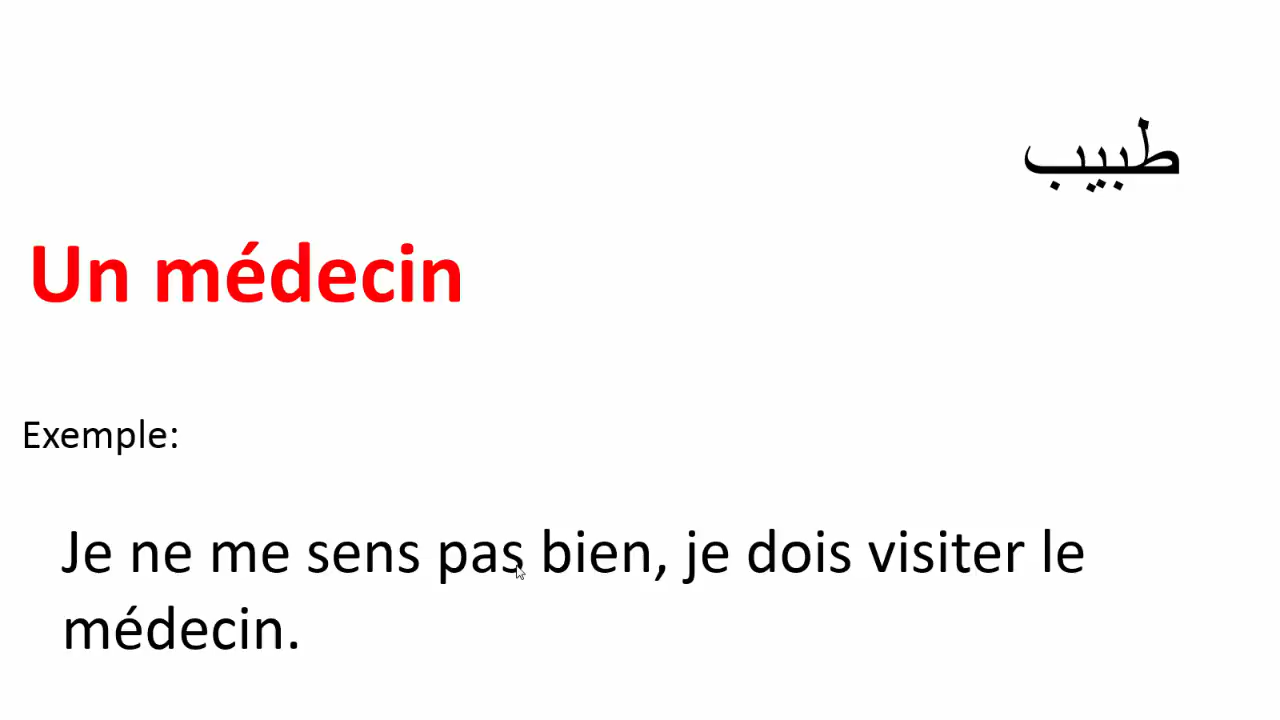 طبيب
Un médecin
Exemple:
Je ne me sens pas bien, je dois visiter le
médecin.